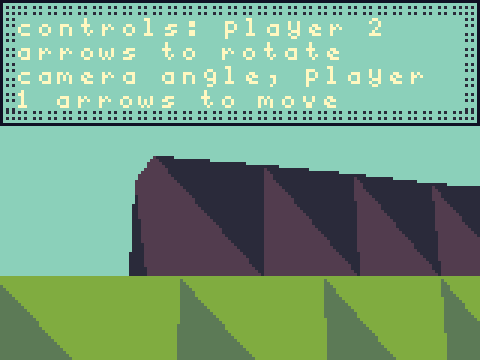 controls: player 2
arrows to rotate
camera angle, player
1 arrows to move